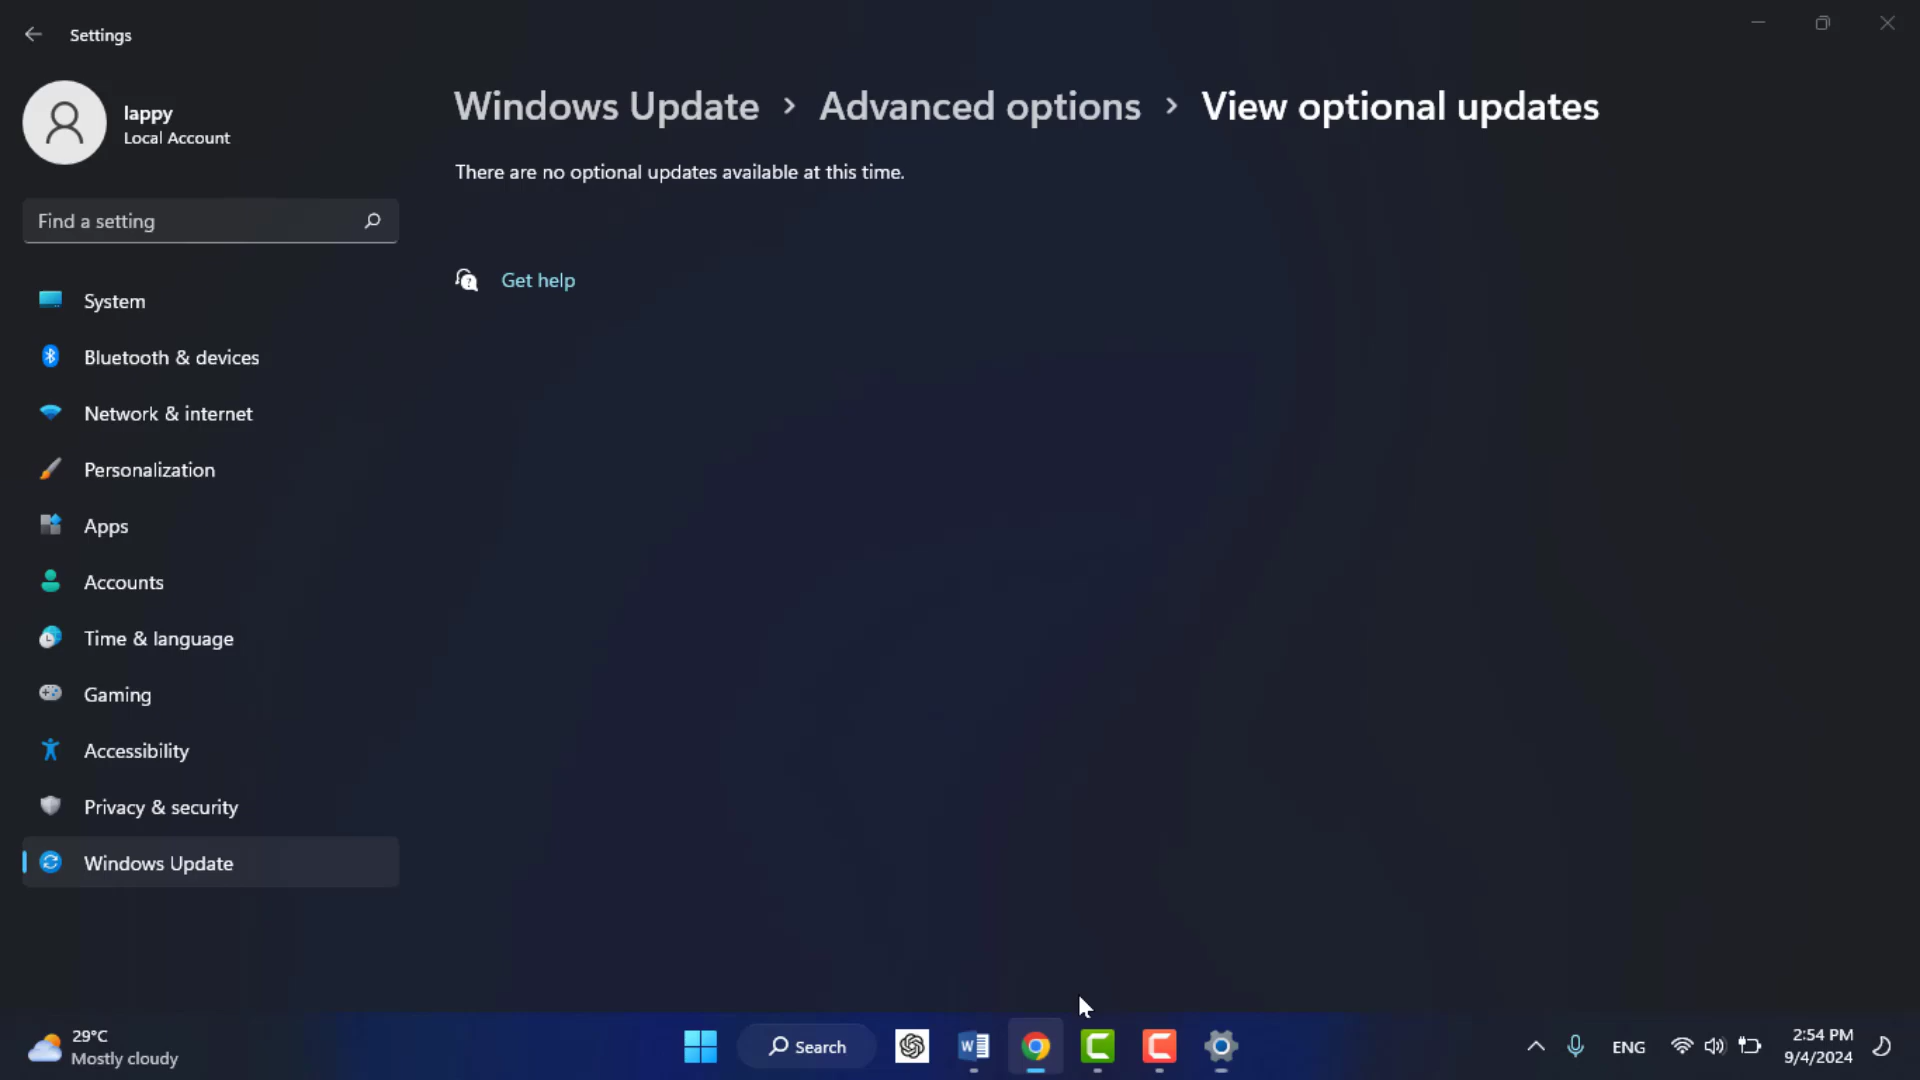 Settings
lappy
Local Account
Find a setting
System
Bluetooth & devices
Network & internet
Personalization
Apps
Accounts
Time & language
Gaming
Accessibility
Privacy & security
Windows Update
Windows Update > Advanced options > View optional updates
There are no optional updates available at this time.
Get help
29°C
Mostly cloudy
Search
ENG
2:54 PM
9/4/2024